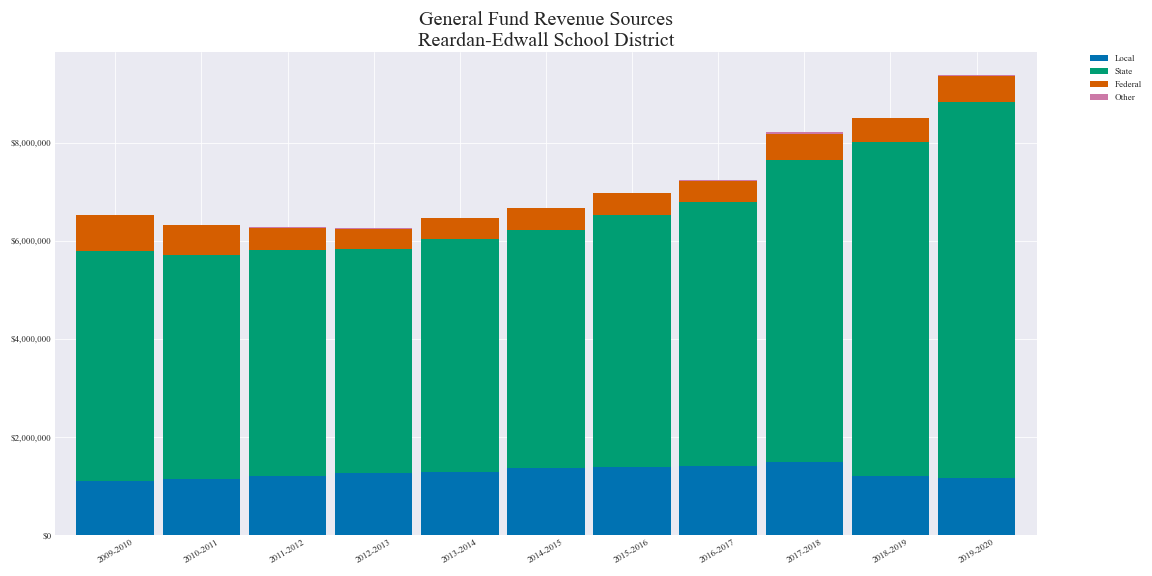 General Fund Revenue Sources
Reardan-Edwall School District
Local
State
Federal
Other
$8,000,000
$6,000,000
$4,000,000
$2,000,000
$0
2009-2010
2010-2011
2011-2012
2012-2013
2013-2014
2014-2015
2015-2016
2016-2017
2017-2018
2018-2019
2019-2020